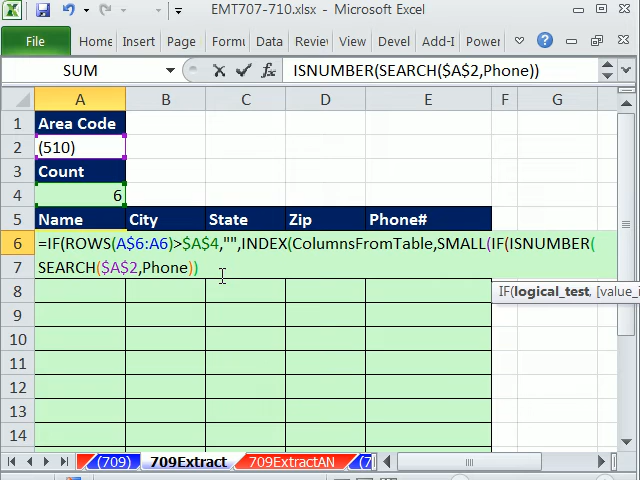 EMT707-710.xlsx - Microsoft Excel
File Home Insert Page Formu Data Revie Devel Add-I Power
SUM ISNUMBER(SEARCH($A$2,Phone))
A B C D E F G
1 Area Code
2 (510)
3 Count
4 6
5 Name City State Zip Phone#
6 =IF(ROWS(A$6:A6)>$A$4,"",INDEX(ColumnsFromTable,SMALL(IF(ISNUMBER(
7 SEARCH($A$2,Phone))
8 IF(logical_test, [value_i
9
10
11
12
13
14
(709) 709Extract 709ExtractAN (7